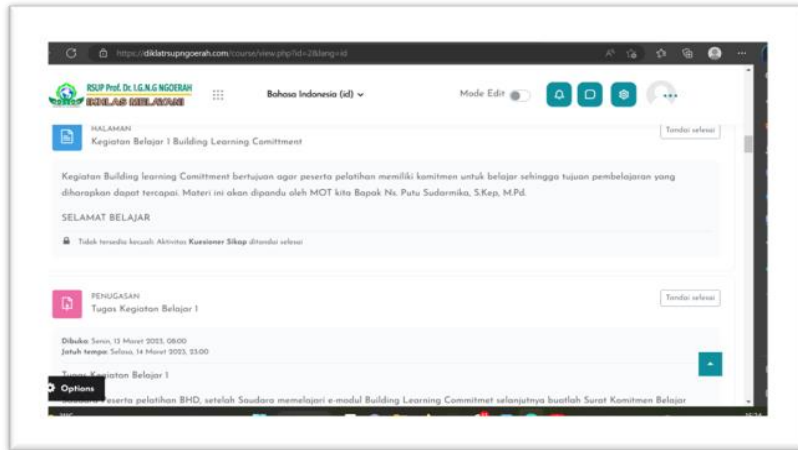 https://diklatrsupngoerah.com/course/view.php?id=2&lang=id
RSUP Prof. Dr. I.G.N.G NGOERAH
IKHLAS MELAYANI
Bahasa Indonesia (id)
Mode Edit
HALAMAN
Kegiatan Belajar 1 Building Learning Comittment
Tandai selesai
Kegiatan Building learning Comittment bertujuan agar peserta pelatihan memiliki komitmen untuk belajar sehingga tujuan pembelajaran yang
diharapkan dapat tercapai. Materi ini akan dipandu oleh MOT kita Bapak Ns. Putu Sudarmika, S.Kep, M.Pd.
SELAMAT BELAJAR
Tidak tersedia kecuali: Aktivitas Kuesioner Sikap ditandai selesai
PENUGASAN
Tugas Kegiatan Belajar 1
Tandai selesai
Dibuka: Senin, 13 Maret 2023, 08:00
Jatuh tempo: Selasa, 14 Maret 2023, 23:00
Tugas Kegiatan Belajar 1
Options
Saudara Peserta pelatihan BHD, setelah Saudara memelajari e-modul Building Learning Commitmet selanjutnya buatlah Surat Komitmen Belajar